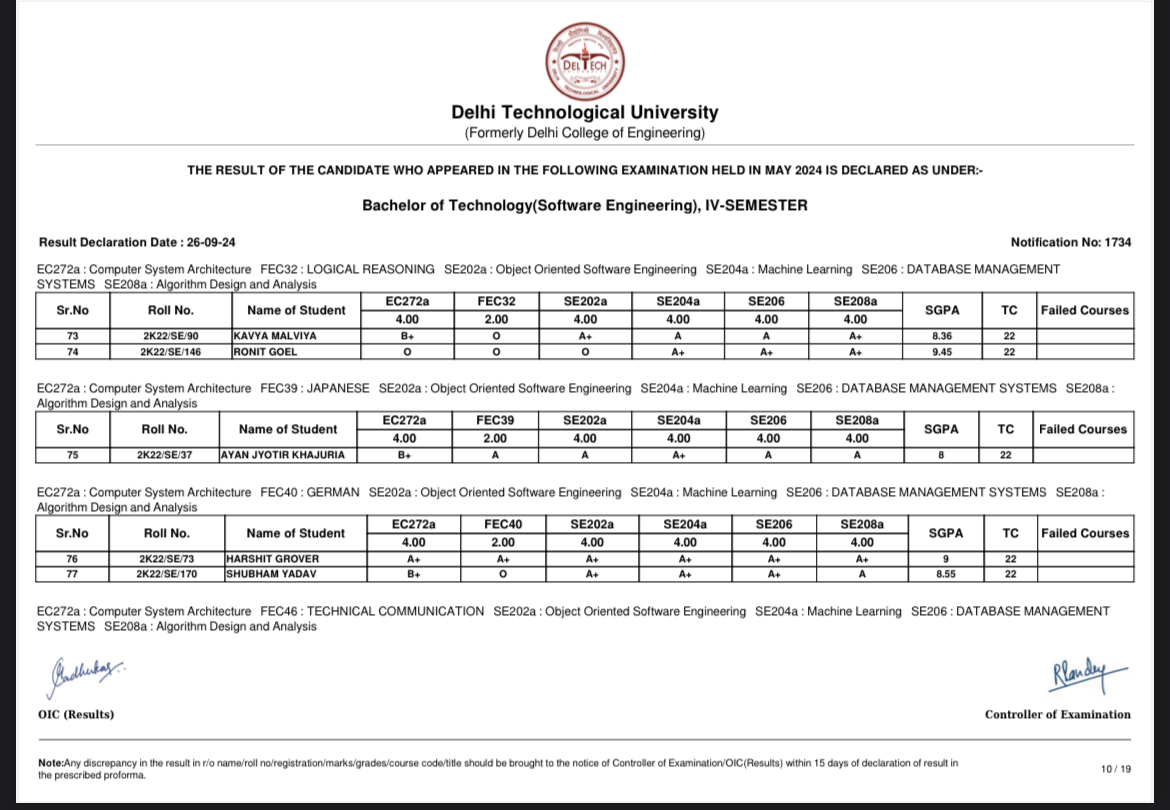 DELTECH
Delhi Technological University
(Formerly Delhi College of Engineering)
THE RESULT OF THE CANDIDATE WHO APPEARED IN THE FOLLOWING EXAMINATION HELD IN MAY 2024 IS DECLARED AS UNDER:-
Bachelor of Technology(Software Engineering), IV-SEMESTER
Result Declaration Date : 26-09-24 Notification No: 1734
EC272a : Computer System Architecture FEC32 : LOGICAL REASONING SE202a : Object Oriented Software Engineering SE204a : Machine Learning SE206 : DATABASE MANAGEMENT
SYSTEMS SE208a : Algorithm Design and Analysis
Sr.No Roll No. Name of Student EC272a FEC32 SE202a SE204a SE206 SE208a SGPA TC Failed Courses
4.00 2.00 4.00 4.00 4.00 4.00
73 2K22/SE/90 KAVYA MALVIYA B+ O A+ A A A+ 8.36 22
74 2K22/SE/146 RONIT GOEL O O O A+ A+ A+ 9.45 22
EC272a : Computer System Architecture FEC39 : JAPANESE SE202a : Object Oriented Software Engineering SE204a : Machine Learning SE206 : DATABASE MANAGEMENT SYSTEMS SE208a :
Algorithm Design and Analysis
Sr.No Roll No. Name of Student EC272a FEC39 SE202a SE204a SE206 SE208a SGPA TC Failed Courses
4.00 2.00 4.00 4.00 4.00 4.00
75 2K22/SE/37 AYAN JYOTIR KHAJURIA B+ A A A+ A A 8 22
EC272a : Computer System Architecture FEC40 : GERMAN SE202a : Object Oriented Software Engineering SE204a : Machine Learning SE206 : DATABASE MANAGEMENT SYSTEMS SE208a :
Algorithm Design and Analysis
Sr.No Roll No. Name of Student EC272a FEC40 SE202a SE204a SE206 SE208a SGPA TC Failed Courses
4.00 2.00 4.00 4.00 4.00 4.00
76 2K22/SE/73 HARSHIT GROVER A+ A+ A+ A+ A+ A+ 9 22
77 2K22/SE/170 SHUBHAM YADAV B+ O A+ A+ A+ A 8.55 22
EC272a : Computer System Architecture FEC46 : TECHNICAL COMMUNICATION SE202a : Object Oriented Software Engineering SE204a : Machine Learning SE206 : DATABASE MANAGEMENT
SYSTEMS SE208a : Algorithm Design and Analysis
OIC (Results) Controller of Examination
Note:Any discrepancy in the result in r/o name/roll no/registration/marks/grades/course code/title should be brought to the notice of Controller of Examination/OIC(Results) within 15 days of declaration of result in
the prescribed proforma.
10 / 19